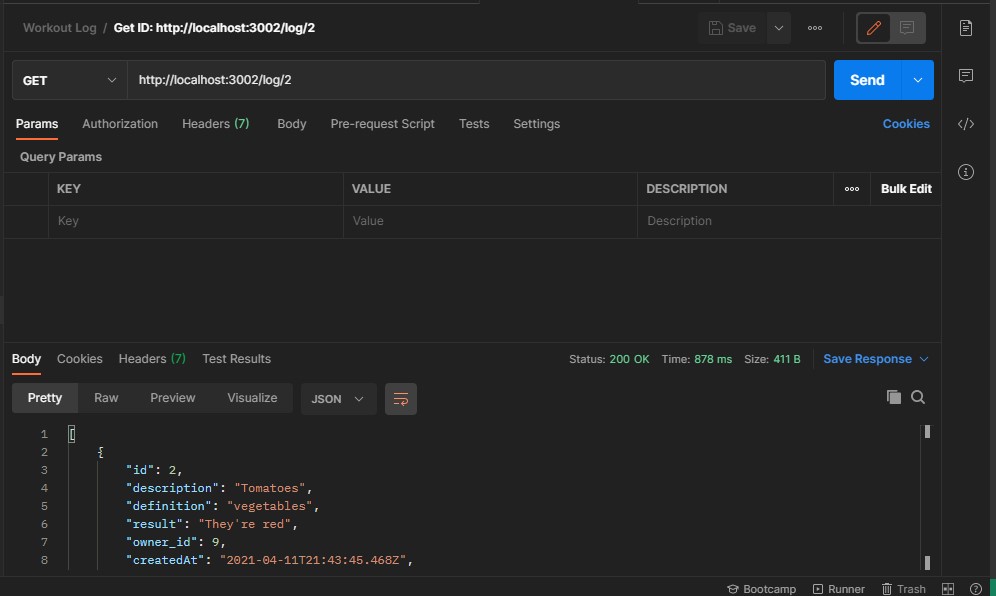 Workout Log / Get ID: http://localhost:3002/log/2 Save ooo
GET http://localhost:3002/log/2 Send
Params Authorization Headers (7) Body Pre-request Script Tests Settings Cookies
Query Params
KEY VALUE DESCRIPTION ooo Bulk Edit
Key Value Description
Body Cookies Headers (7) Test Results Status: 200 OK Time: 878 ms Size: 411 B Save Response
Pretty Raw Preview Visualize JSON
1 [
2 {
3 "id": 2,
4 "description": "Tomatoes",
5 "definition": "vegetables",
6 "result": "They're red",
7 "owner_id": 9,
8 "createdAt": "2021-04-11T21:43:45.468Z",
Bootcamp Runner Trash